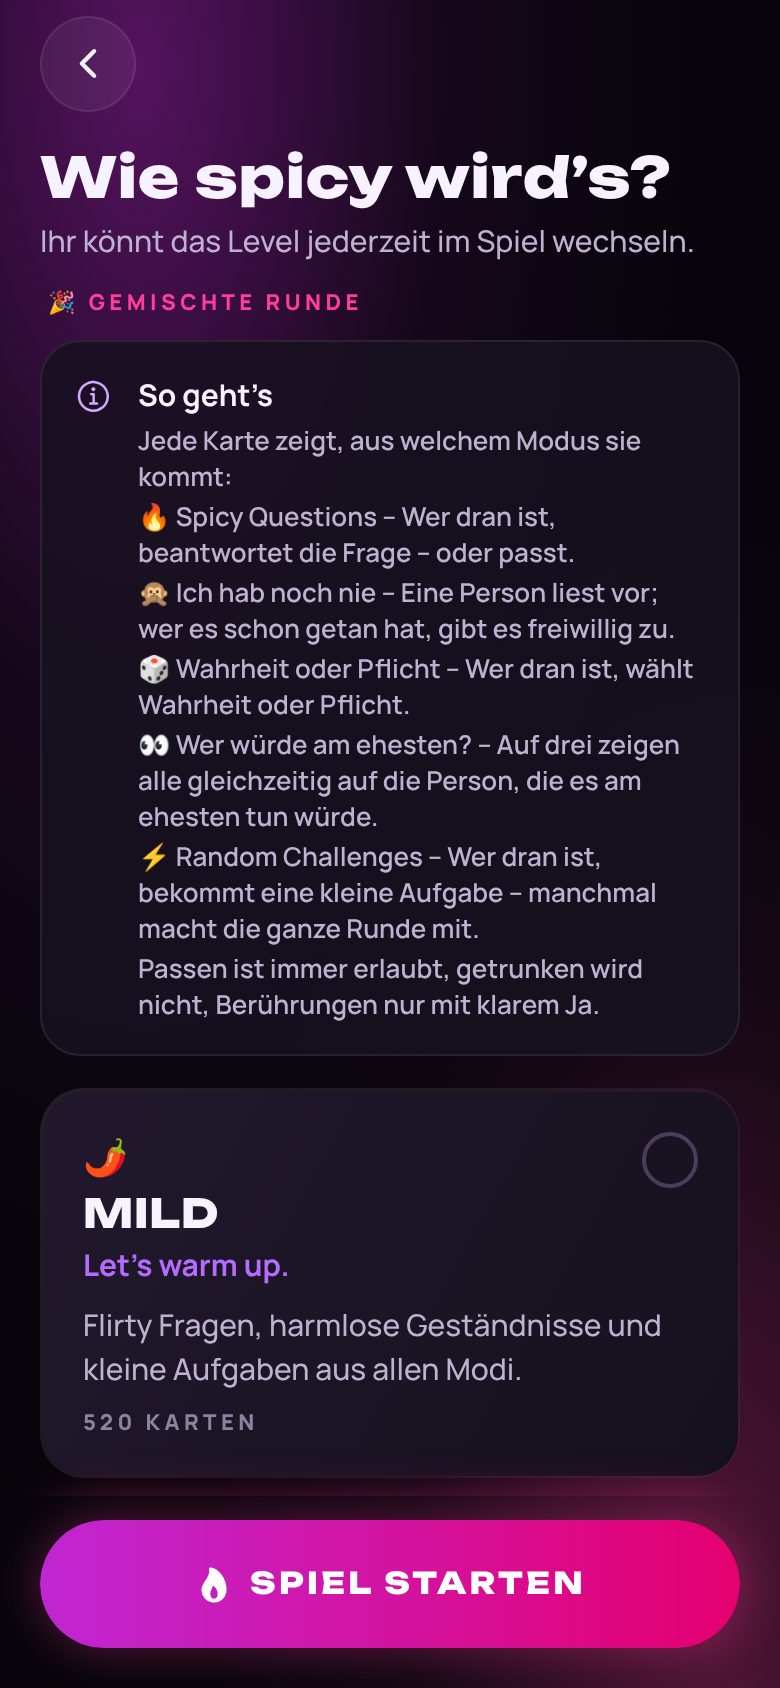 Wie spicy wird’s?
Ihr könnt das Level jederzeit im Spiel wechseln.
🎉 GEMISCHTE RUNDE
So geht’s
Jede Karte zeigt, aus welchem Modus sie
kommt:
🔥 Spicy Questions – Wer dran ist,
beantwortet die Frage – oder passt.
🙊 Ich hab noch nie – Eine Person liest vor;
wer es schon getan hat, gibt es freiwillig zu.
🎲 Wahrheit oder Pflicht – Wer dran ist, wählt
Wahrheit oder Pflicht.
👀 Wer würde am ehesten? – Auf drei zeigen
alle gleichzeitig auf die Person, die es am
ehesten tun würde.
⚡ Random Challenges – Wer dran ist,
bekommt eine kleine Aufgabe – manchmal
macht die ganze Runde mit.
Passen ist immer erlaubt, getrunken wird
nicht, Berührungen nur mit klarem Ja.
🌶️
MILD
Let’s warm up.
Flirty Fragen, harmlose Geständnisse und
kleine Aufgaben aus allen Modi.
520 KARTEN
SPIEL STARTEN